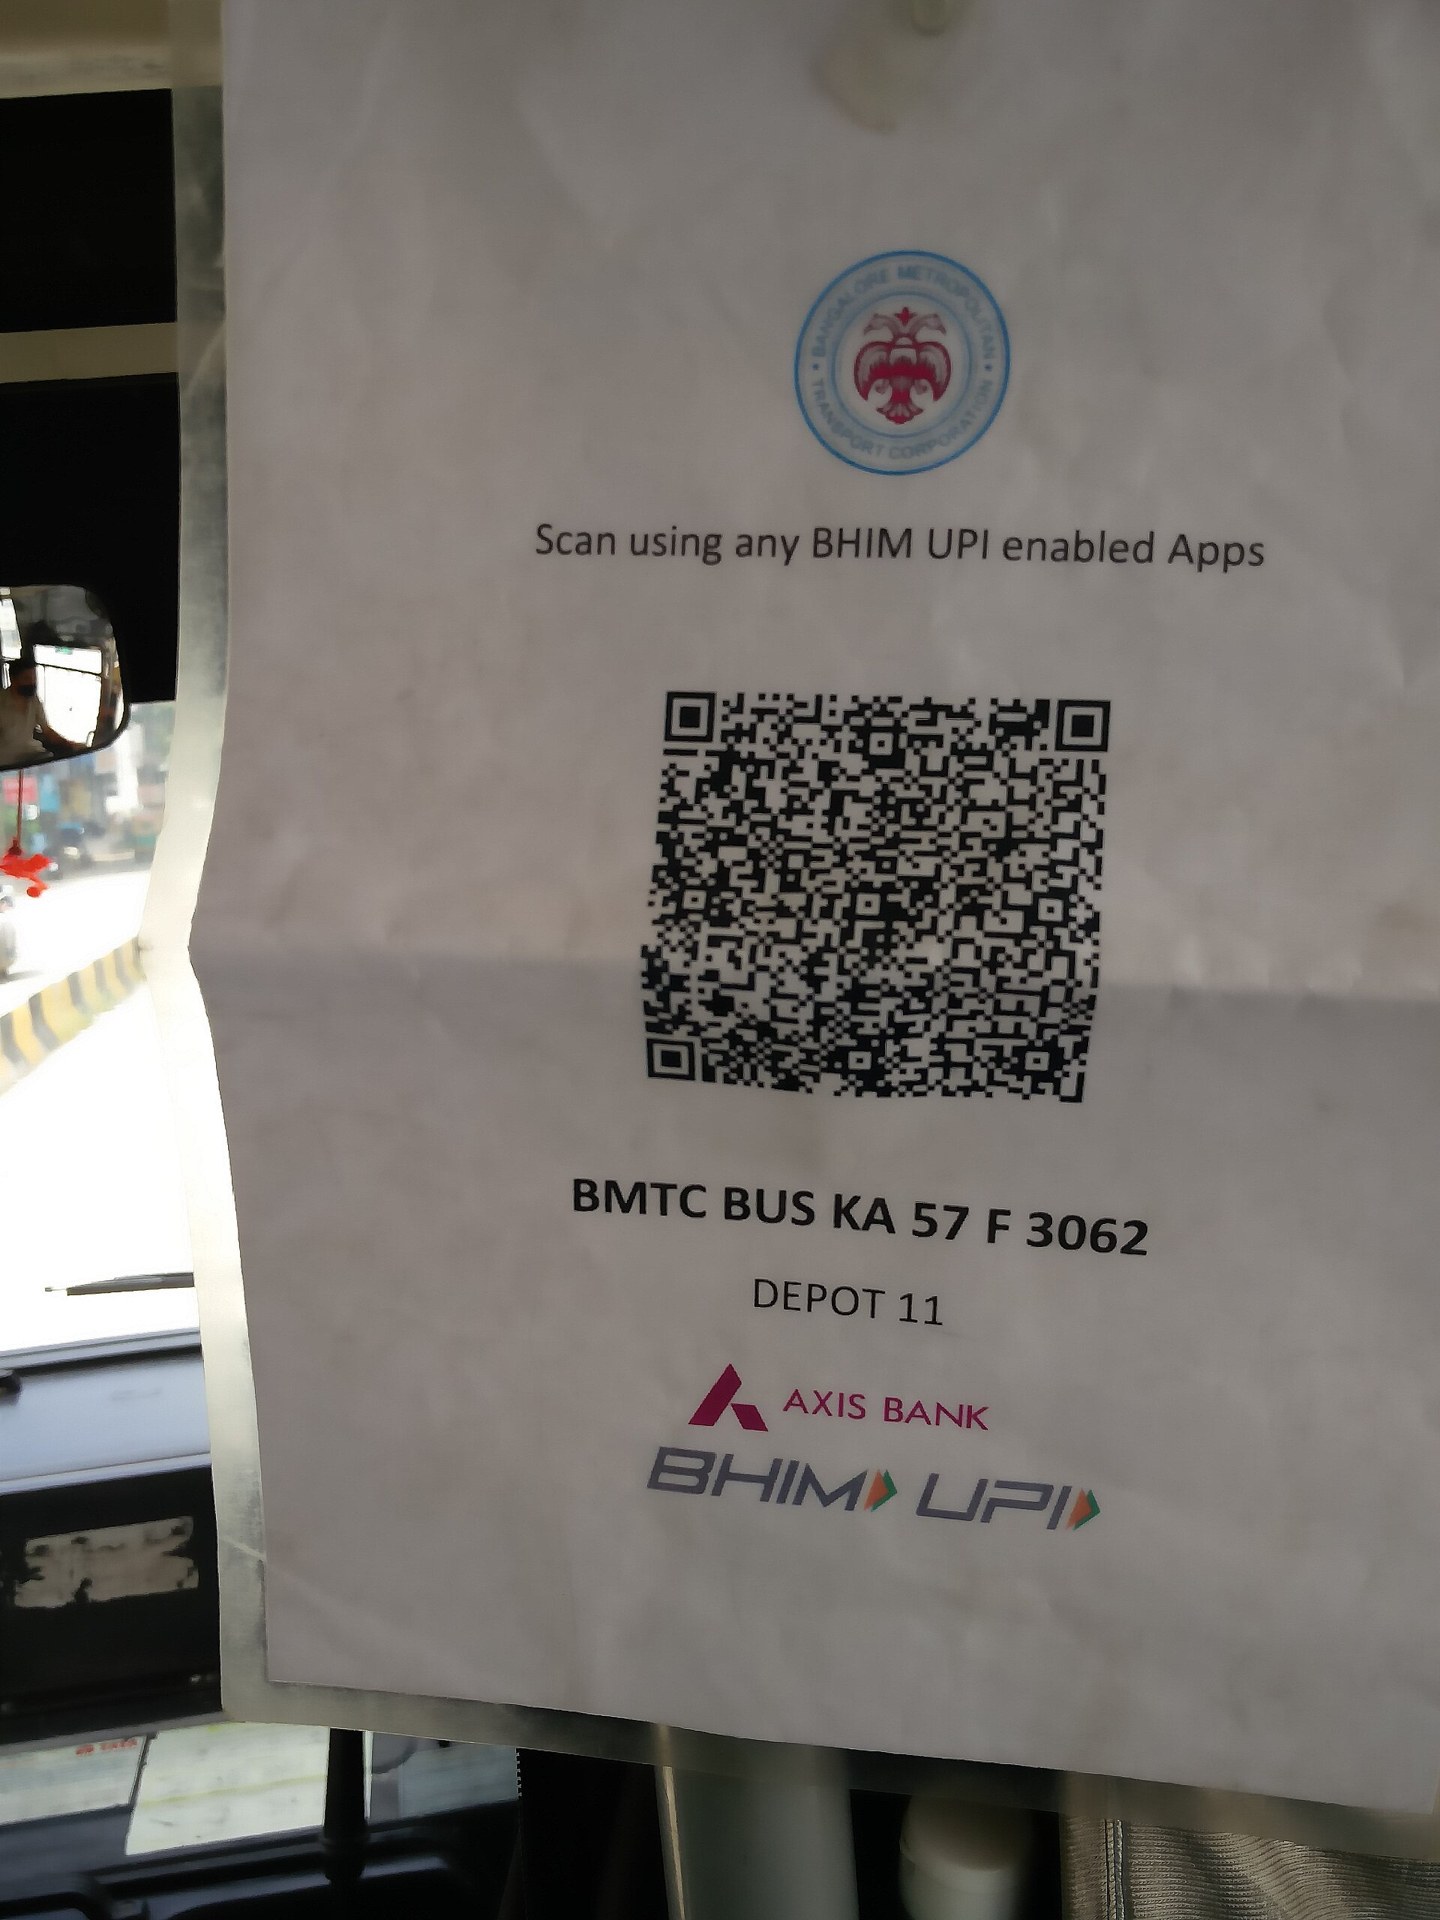 BANGALORE METROPOLITAN
TRANSPORT CORPORATION
Scan using any BHIM UPI enabled Apps
BMTC BUS KA 57 F 3062
DEPOT 11
AXIS BANK
BHIM UPI
TATA